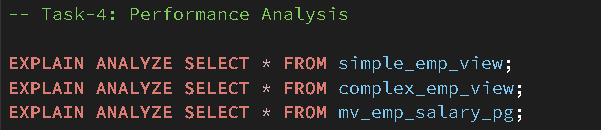 -- Task-4: Performance Analysis
EXPLAIN ANALYZE SELECT * FROM simple_emp_view;
EXPLAIN ANALYZE SELECT * FROM complex_emp_view;
EXPLAIN ANALYZE SELECT * FROM mv_emp_salary_pg;